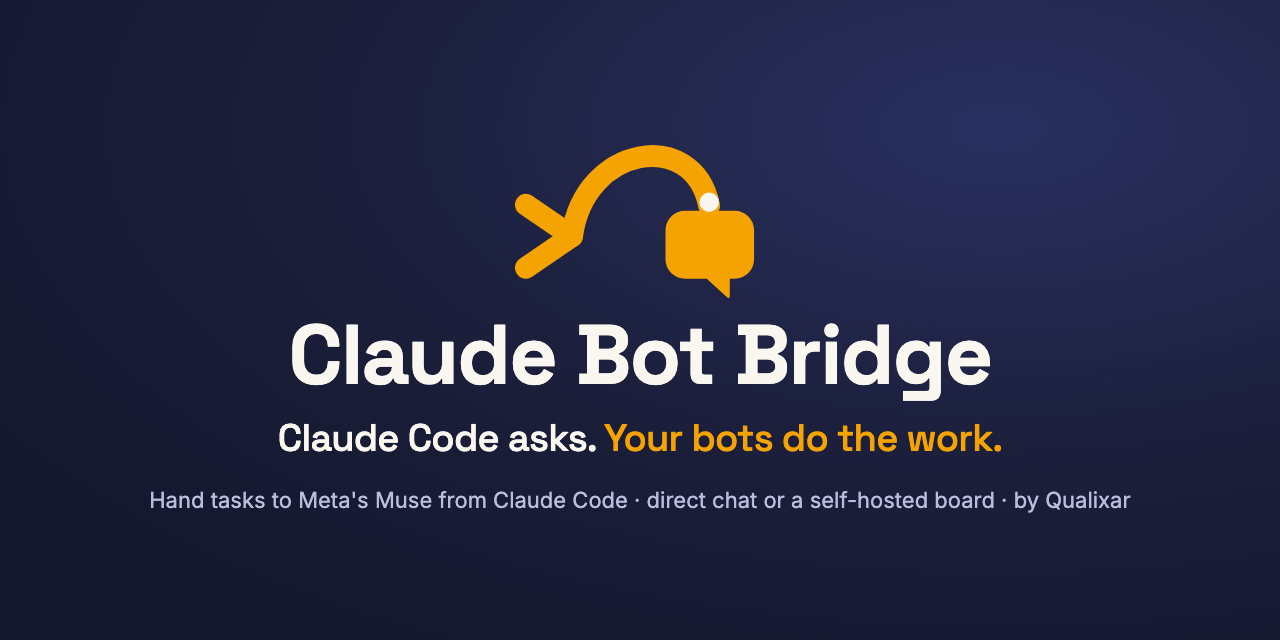 Claude Bot Bridge
Claude Code asks. Your bots do the work.
Hand tasks to Meta's Muse from Claude Code · direct chat or a self-hosted board · by Qualixar